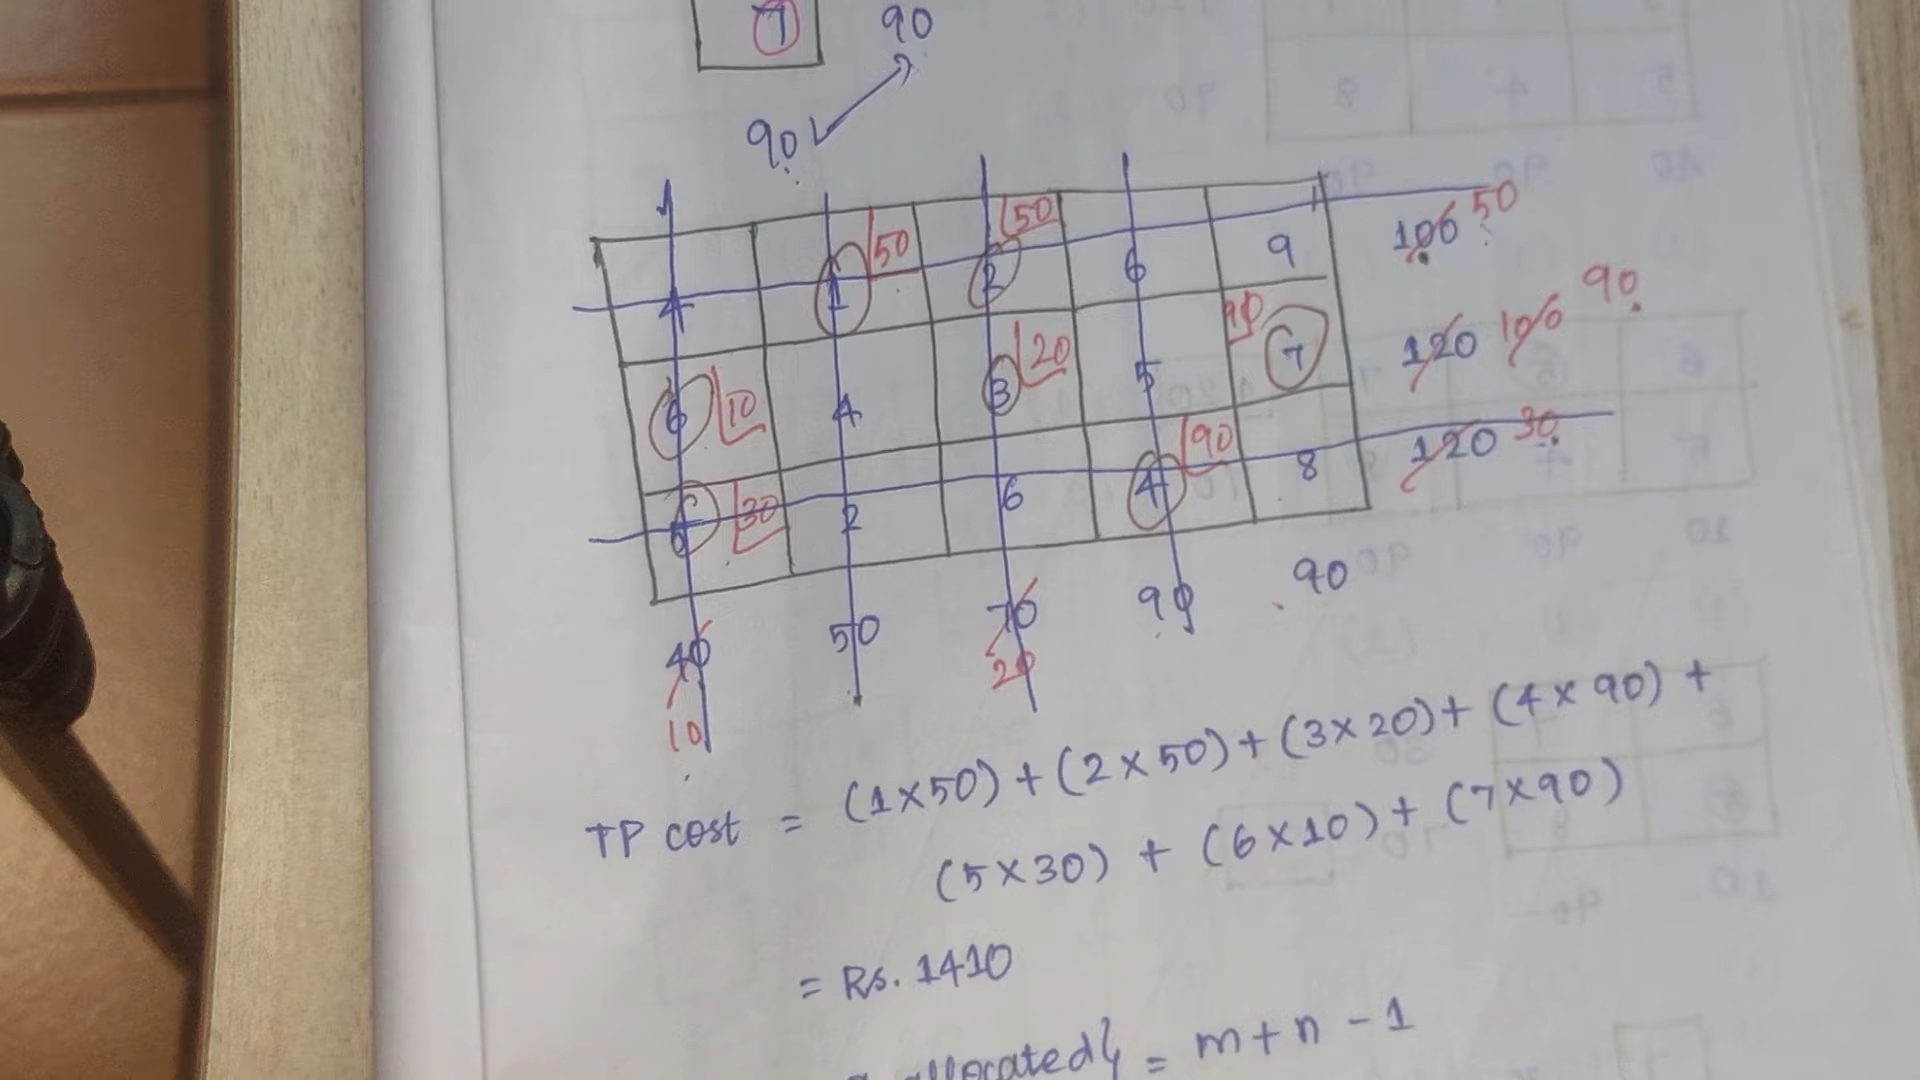 7 90
90
4 1 50 2 50 6 9 100 50
6 10 4 3 20 5 90 7 120 100 90
5 30 2 6 4 90 8 120 30
40 50 70 90 90
10 20
TP cost = (1×50) + (2×50) + (3×20) + (4×90) +
(5×30) + (6×10) + (7×90)
= Rs. 1410
allocated} = m+n-1